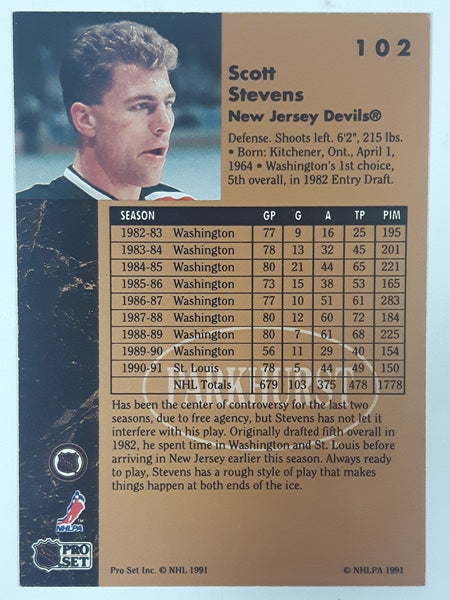 102
Scott
Stevens
New Jersey Devils®
Defense. Shoots left. 6'2", 215 lbs.
• Born: Kitchener, Ont., April 1,
1964 • Washington's 1st choice,
5th overall, in 1982 Entry Draft.
SEASON GP G A TP PIM
1982-83 Washington 77 9 16 25 195
1983-84 Washington 78 13 32 45 201
1984-85 Washington 80 21 44 65 221
1985-86 Washington 73 15 38 53 165
1986-87 Washington 77 10 51 61 283
1987-88 Washington 80 12 60 72 184
1988-89 Washington 80 7 61 68 225
1989-90 Washington 56 11 29 40 154
1990-91 St. Louis 78 5 44 49 150
NHL Totals 679 103 375 478 1778
PARKHURST
Has been the center of controversy for the last two
seasons, due to free agency, but Stevens has not let it
interfere with his play. Originally drafted fifth overall in
1982, he spent time in Washington and St. Louis before
arriving in New Jersey earlier this season. Always ready
to play, Stevens has a rough style of play that makes
things happen at both ends of the ice.
NHLPA
PRO
SET
Pro Set Inc. © NHL 1991
© NHLPA 1991